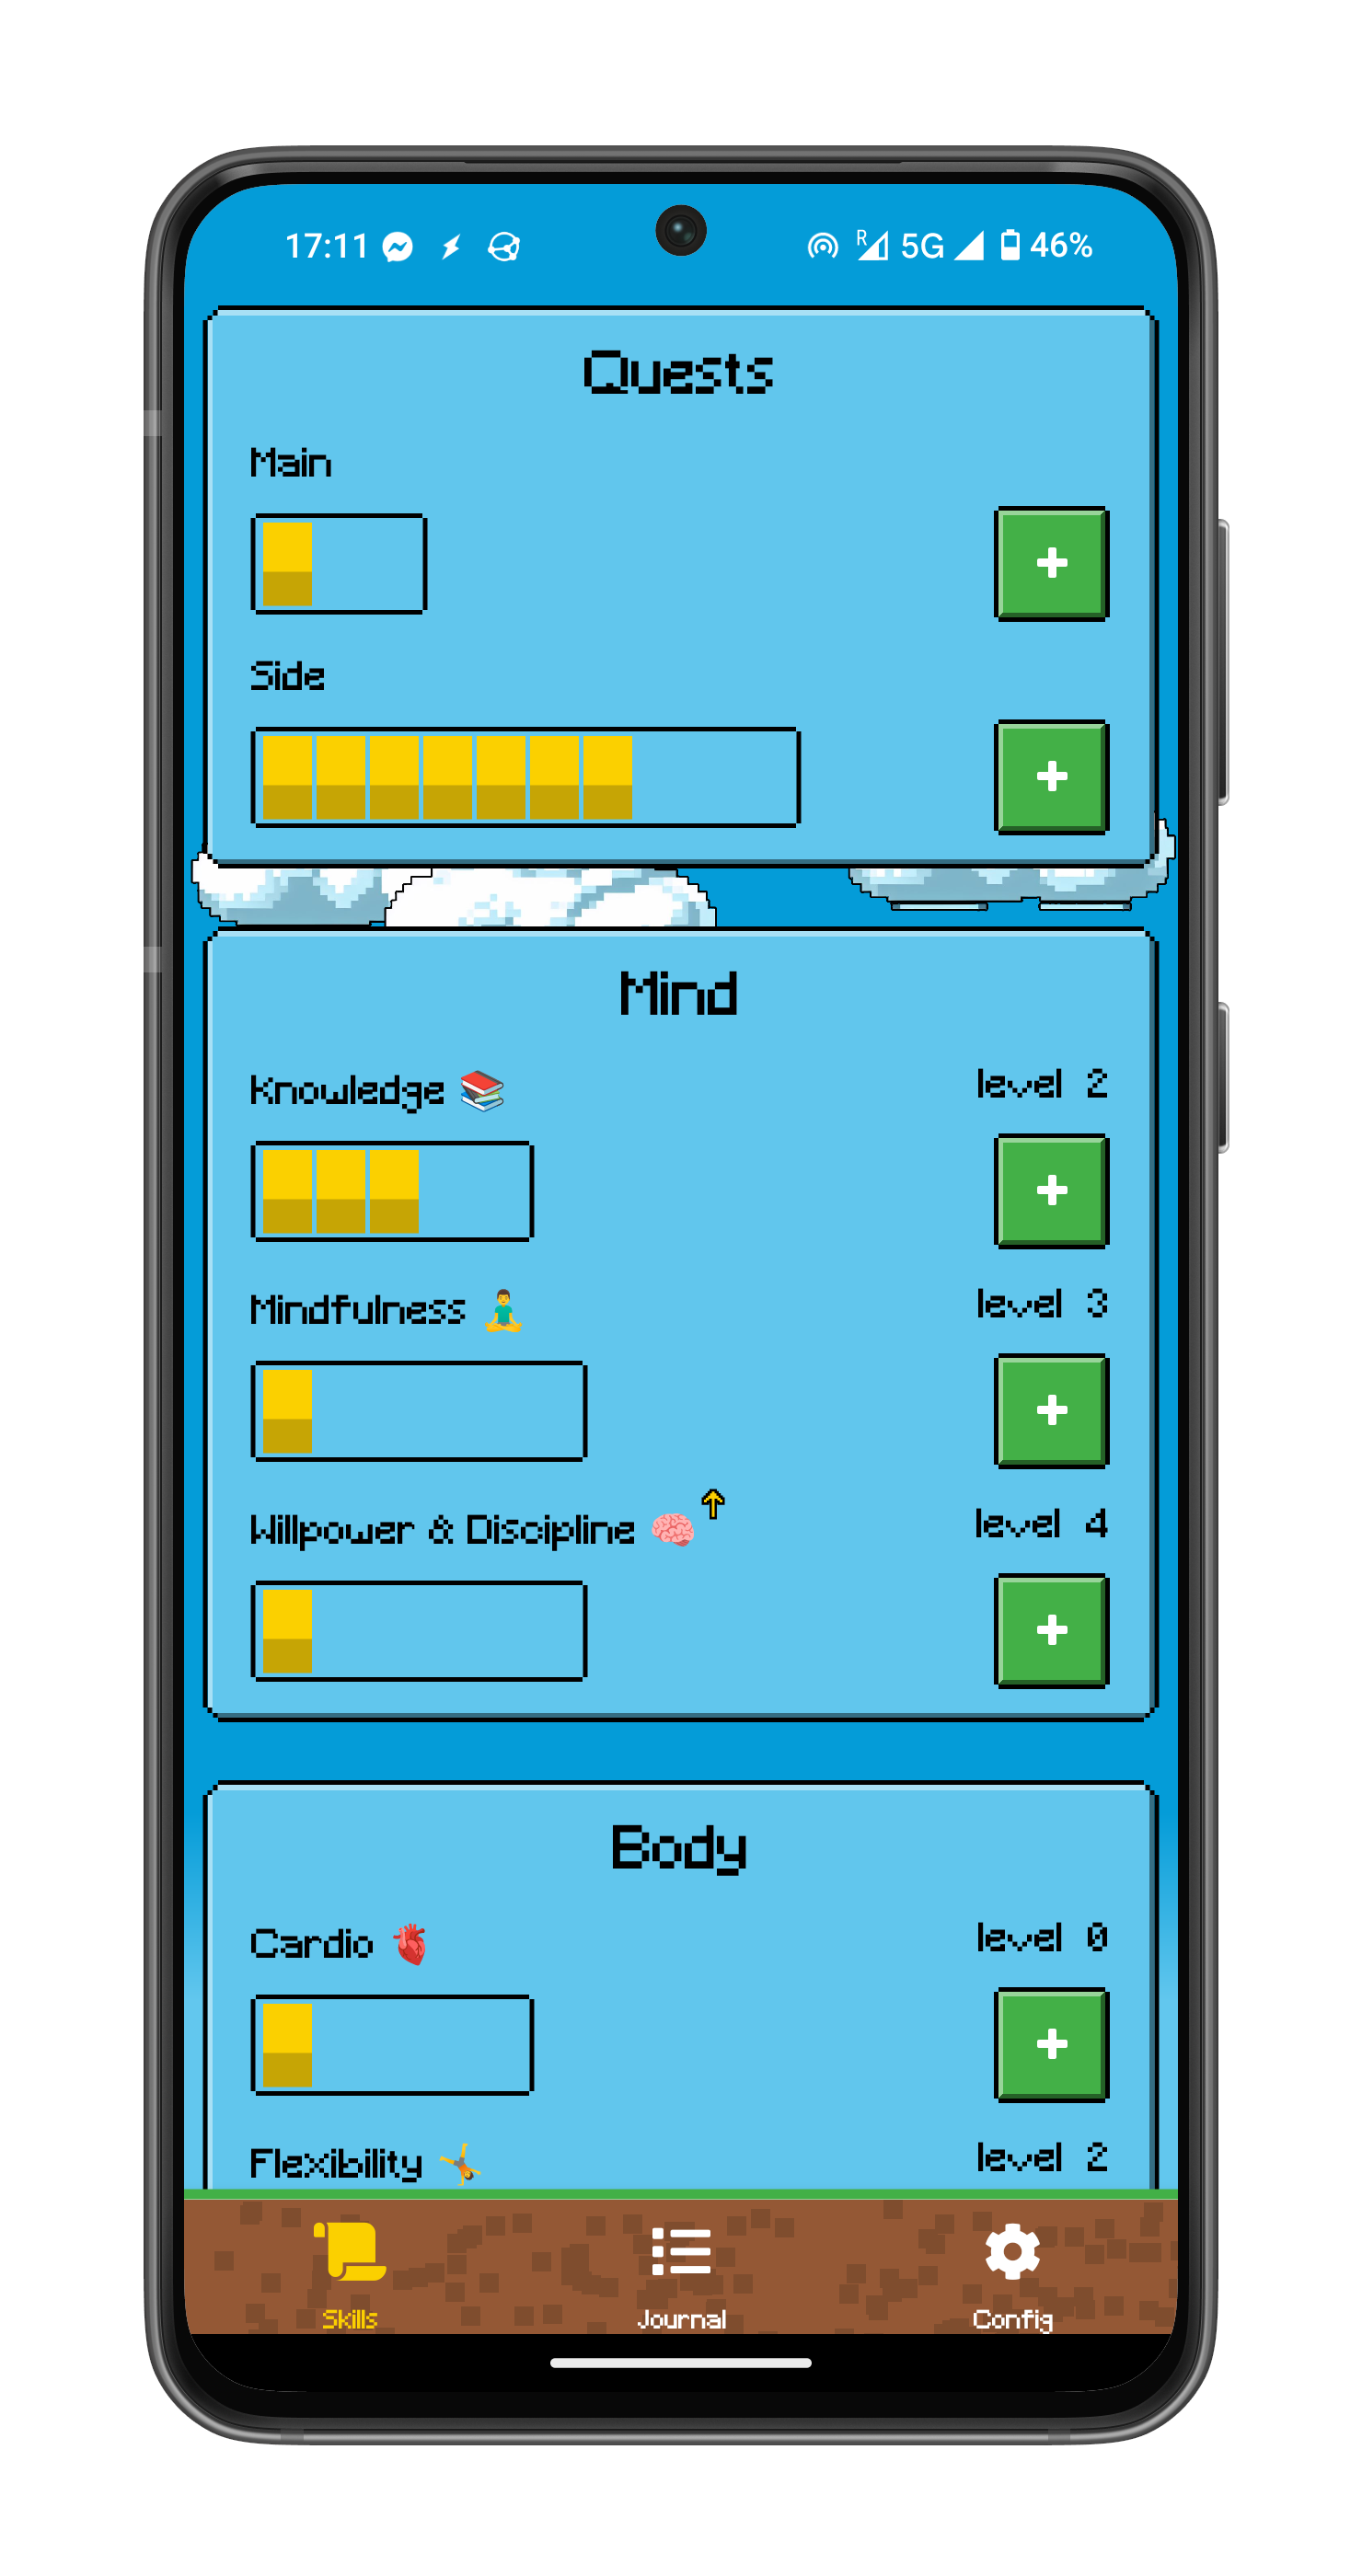 17:11 R 5G 46%
Quests
Main
+
Side
+
Mind
Knowledge level 2
+
Mindfulness level 3
+
Willpower & Discipline level 4
+
Body
Cardio level 0
+
Flexibility level 2
Skills Journal Config